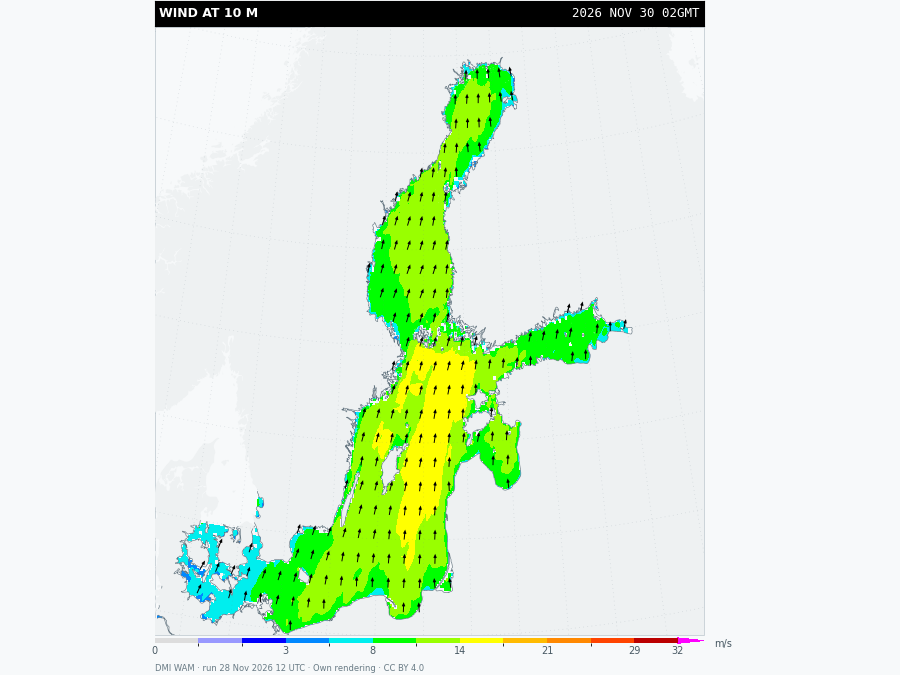 WIND AT 10 M 2026 NOV 30 02GMT
0 3 8 14 21 29 32 m/s
DMI WAM · run 28 Nov 2026 12 UTC · Own rendering · CC BY 4.0